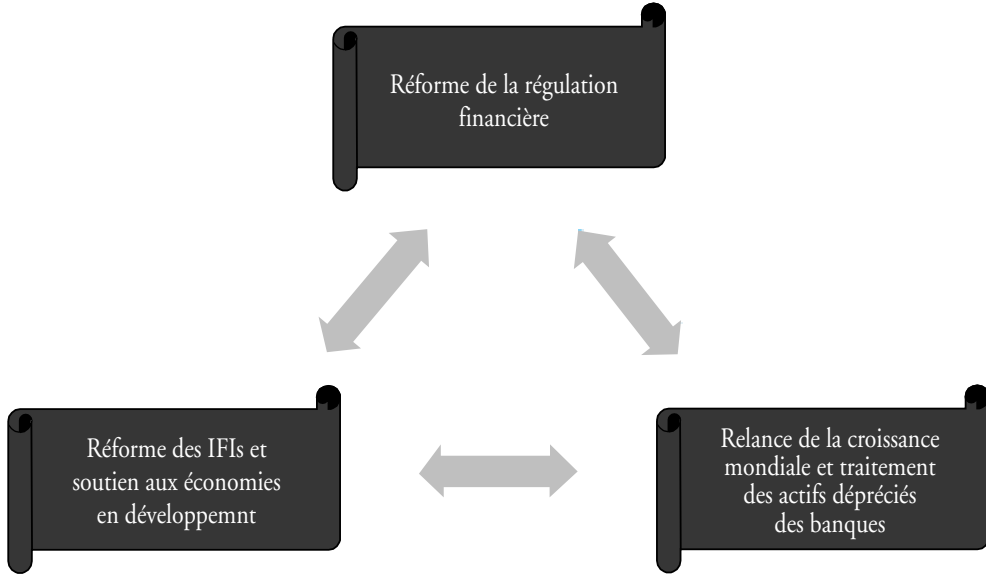 Réforme de la régulation
financière
Réforme des IFIs et
soutien aux économies
en développemnt
Relance de la croissance
mondiale et traitement
des actifs dépréciés
des banques